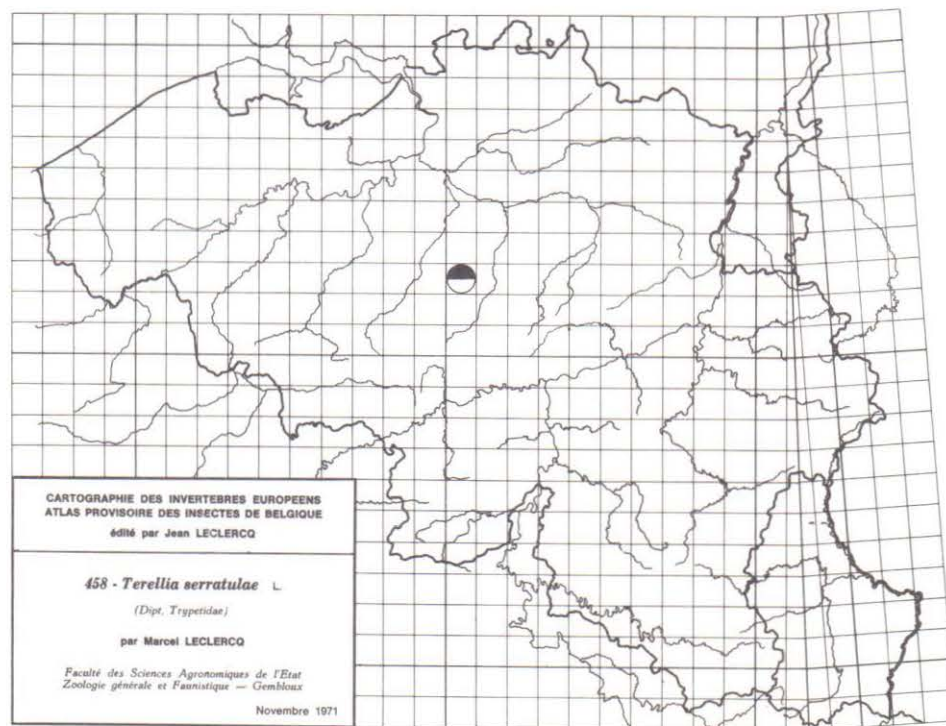 CARTOGRAPHIE DES INVERTEBRES EUROPEENS
ATLAS PROVISOIRE DES INSECTES DE BELGIQUE
édité par Jean LECLERCQ
458 - Terellia serratulae L.
(Dipt. Trypetidae)
par Marcel LECLERCQ
Faculté des Sciences Agronomiques de l'Etat
Zoologie générale et Faunistique — Gembloux
Novembre 1971